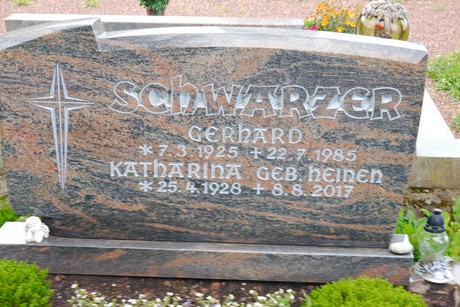 SCHWARZER
GERHARD
* 7.3.1925 + 22.7.1985
KATHARINA GEB. HEINEN
* 25.4.1928 + 8.8.2017